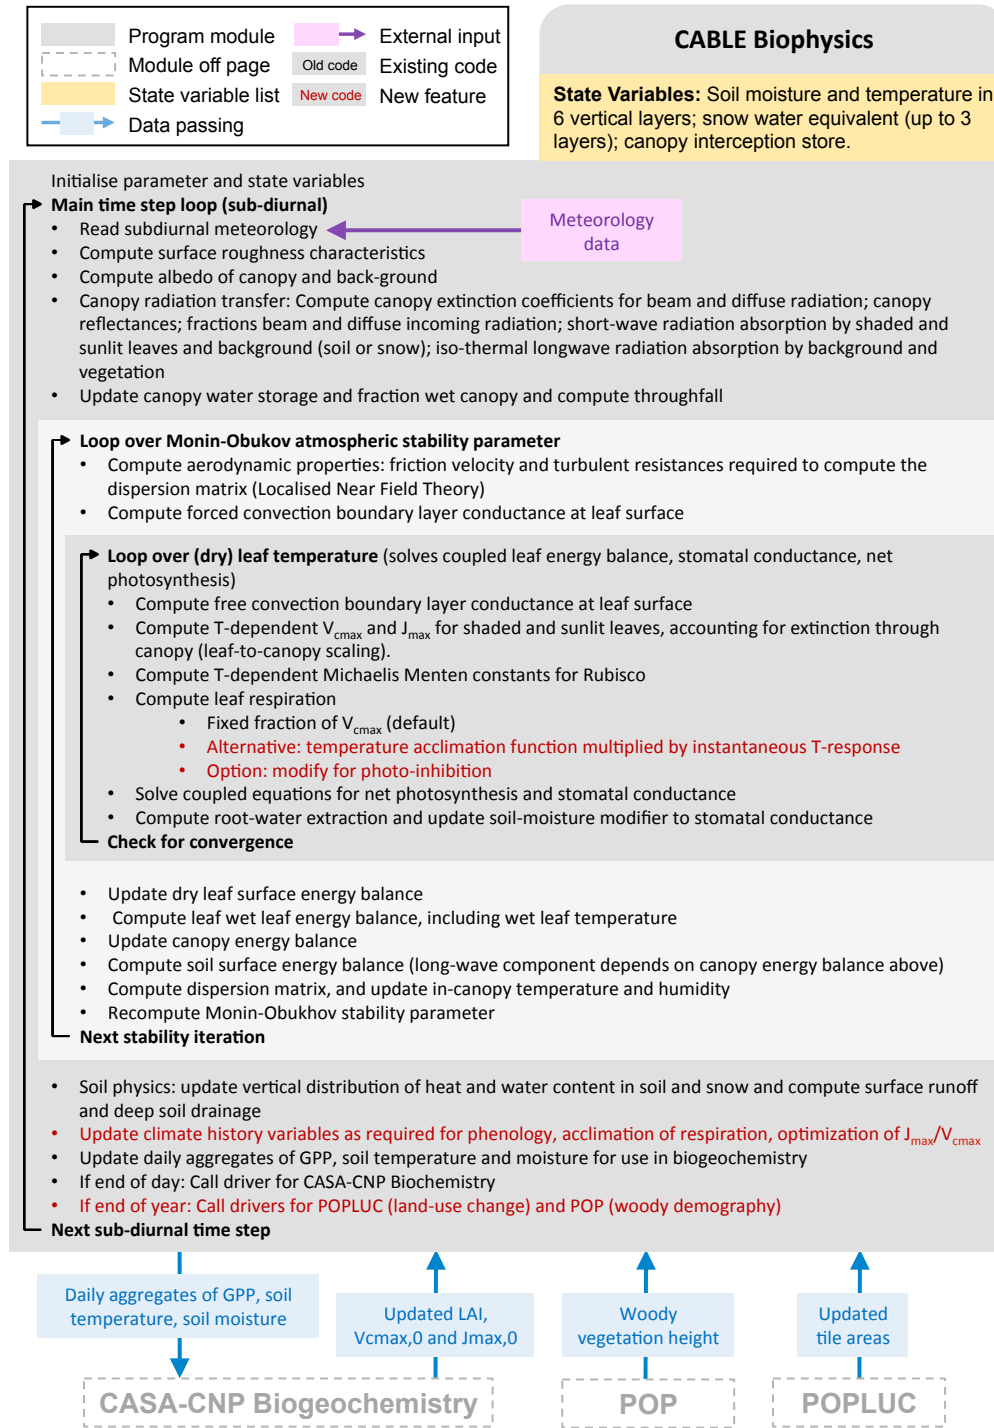 Program module
Module off page
State variable list
Data passing
External input
Old code Existing code
New code New feature
CABLE Biophysics
State Variables: Soil moisture and temperature in
6 vertical layers; snow water equivalent (up to 3
layers); canopy interception store.
Initialise parameter and state variables
Main time step loop (sub-diurnal)
• Read subdiurnal meteorology
Meteorology
data
• Compute surface roughness characteristics
• Compute albedo of canopy and back-ground
• Canopy radiation transfer: Compute canopy extinction coefficients for beam and diffuse radiation; canopy
reflectances; fractions beam and diffuse incoming radiation; short-wave radiation absorption by shaded and
sunlit leaves and background (soil or snow); iso-thermal longwave radiation absorption by background and
vegetation
• Update canopy water storage and fraction wet canopy and compute throughfall
Loop over Monin-Obukov atmospheric stability parameter
• Compute aerodynamic properties: friction velocity and turbulent resistances required to compute the
dispersion matrix (Localised Near Field Theory)
• Compute forced convection boundary layer conductance at leaf surface
Loop over (dry) leaf temperature (solves coupled leaf energy balance, stomatal conductance, net
photosynthesis)
• Compute free convection boundary layer conductance at leaf surface
• Compute T-dependent Vcmax and Jmax for shaded and sunlit leaves, accounting for extinction through
canopy (leaf-to-canopy scaling).
• Compute T-dependent Michaelis Menten constants for Rubisco
• Compute leaf respiration
• Fixed fraction of Vcmax (default)
• Alternative: temperature acclimation function multiplied by instantaneous T-response
• Option: modify for photo-inhibition
• Solve coupled equations for net photosynthesis and stomatal conductance
• Compute root-water extraction and update soil-moisture modifier to stomatal conductance
Check for convergence
• Update dry leaf surface energy balance
• Compute leaf wet leaf energy balance, including wet leaf temperature
• Update canopy energy balance
• Compute soil surface energy balance (long-wave component depends on canopy energy balance above)
• Compute dispersion matrix, and update in-canopy temperature and humidity
• Recompute Monin-Obukhov stability parameter
Next stability iteration
• Soil physics: update vertical distribution of heat and water content in soil and snow and compute surface runoff
and deep soil drainage
• Update climate history variables as required for phenology, acclimation of respiration, optimization of Jmax/Vcmax
• Update daily aggregates of GPP, soil temperature and moisture for use in biogeochemistry
• If end of day: Call driver for CASA-CNP Biochemistry
• If end of year: Call drivers for POPLUC (land-use change) and POP (woody demography)
Next sub-diurnal time step
Daily aggregates of GPP, soil
temperature, soil moisture
Updated LAI,
Vcmax,0 and Jmax,0
Woody
vegetation height
Updated
tile areas
CASA-CNP Biogeochemistry
POP
POPLUC